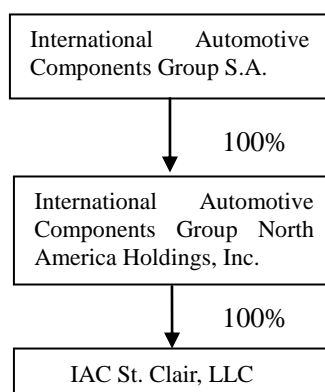 International Automotive
Components Group S.A.
100%
International Automotive
Components Group North
America Holdings, Inc.
100%
IAC St. Clair, LLC